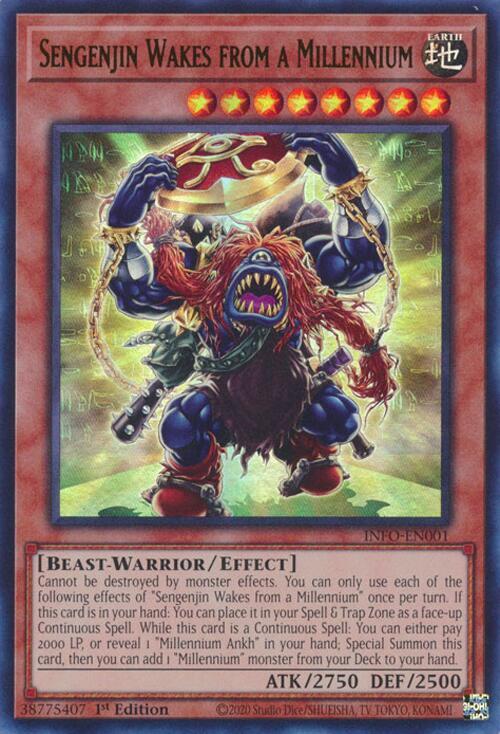 Sengenjin Wakes from a Millennium
EARTH
地
INFO-EN001
[Beast-Warrior/Effect]
Cannot be destroyed by monster effects. You can only use each of the
following effects of "Sengenjin Wakes from a Millennium" once per turn. If
this card is in your hand: You can place it in your Spell & Trap Zone as a face-up
Continuous Spell. While this card is a Continuous Spell: You can either pay
2000 LP, or reveal 1 "Millennium Ankh" in your hand; Special Summon this
card, then you can add 1 "Millennium" monster from your Deck to your hand.
ATK/2750 DEF/2500
38775407 1st Edition ©2020 Studio Dice/SHUEISHA, TV TOKYO, KONAMI